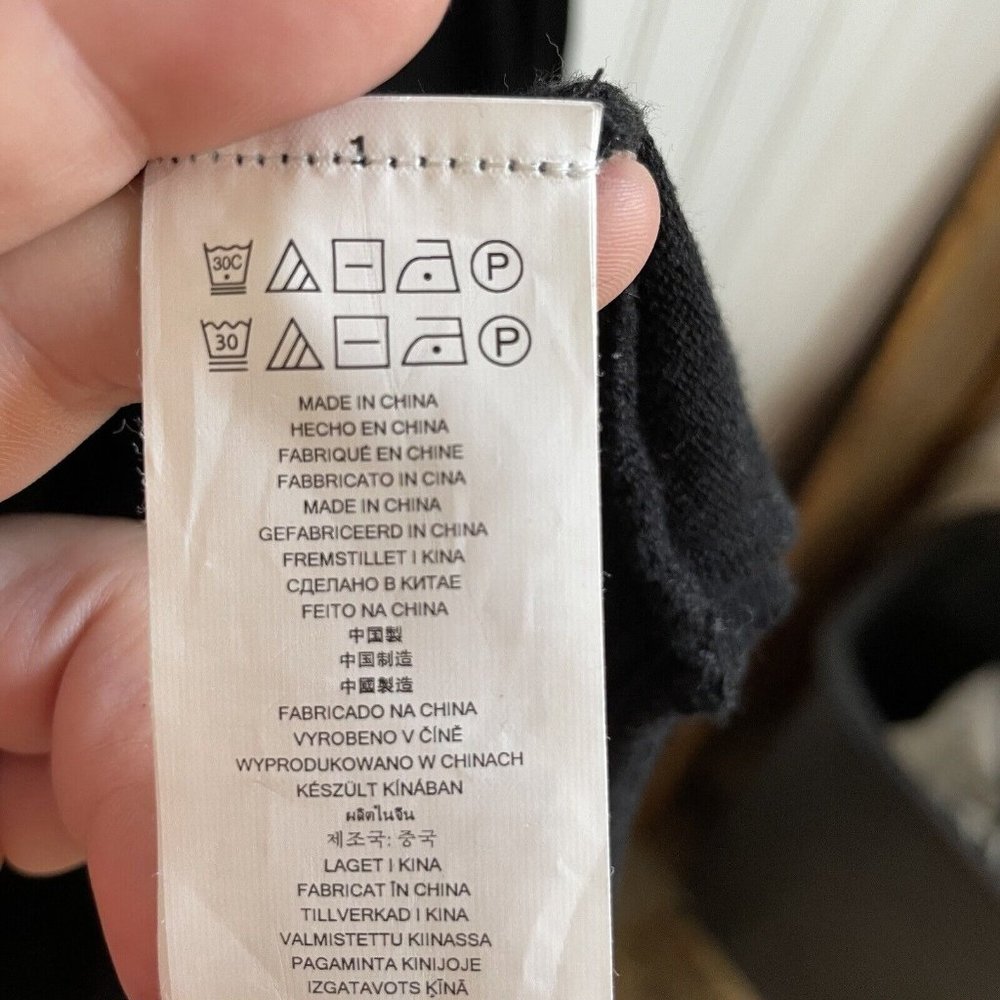 1
30C P
30 P
MADE IN CHINA
HECHO EN CHINA
FABRIQUÉ EN CHINE
FABBRICATO IN CINA
MADE IN CHINA
GEFABRICEERD IN CHINA
FREMSTILLET I KINA
СДЕЛАНО В КИТАЕ
FEITO NA CHINA
中国製
中国制造
中國製造
FABRICADO NA CHINA
VYROBENO V ČÍNĚ
WYPRODUKOWANO W CHINACH
KÉSZÜLT KÍNÁBAN
ผลิตในจีน
제조국: 중국
LAGET I KINA
FABRICAT ÎN CHINA
TILLVERKAD I KINA
VALMISTETTU KIINASSA
PAGAMINTA KINIJOJE
IZGATAVOTS ĶĪNĀ